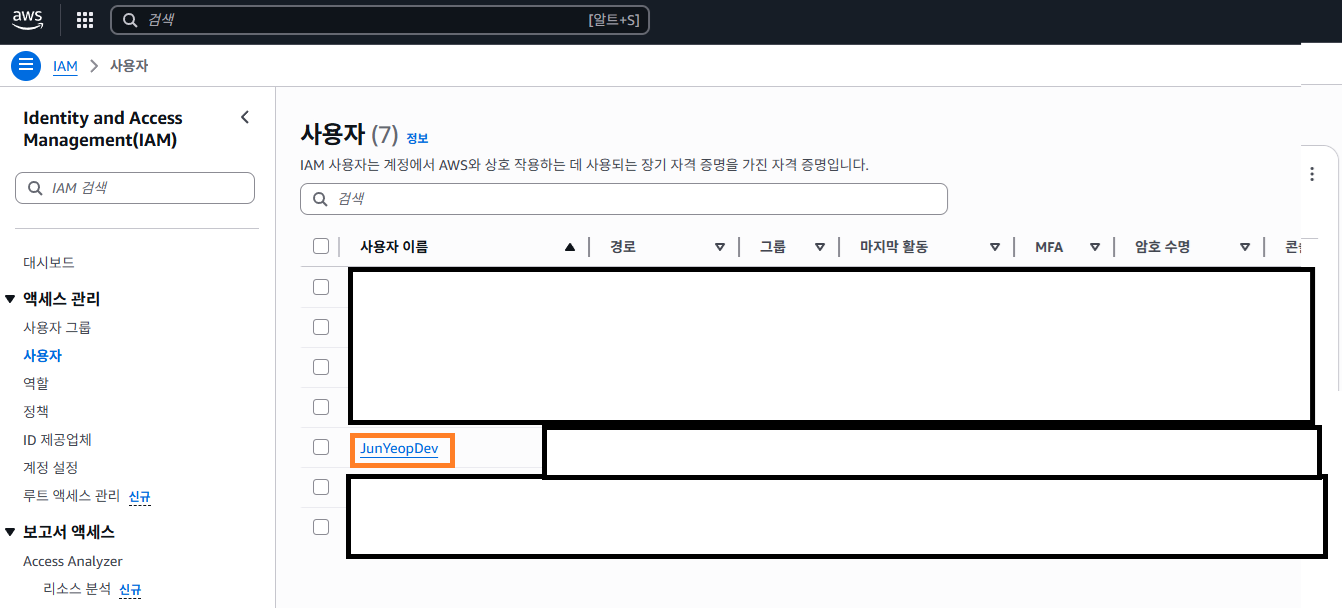 aws
검색
[알트+S]
IAM > 사용자
Identity and Access
Management(IAM)
IAM 검색
대시보드
액세스 관리
사용자 그룹
사용자
역할
정책
ID 제공업체
계정 설정
루트 액세스 관리 신규
보고서 액세스
Access Analyzer
리소스 분석 신규
사용자 (7) 정보
IAM 사용자는 계정에서 AWS와 상호 작용하는 데 사용되는 장기 자격 증명을 가진 자격 증명입니다.
검색
사용자 이름 경로 그룹 마지막 활동 MFA 암호 수명
JunYeopDev